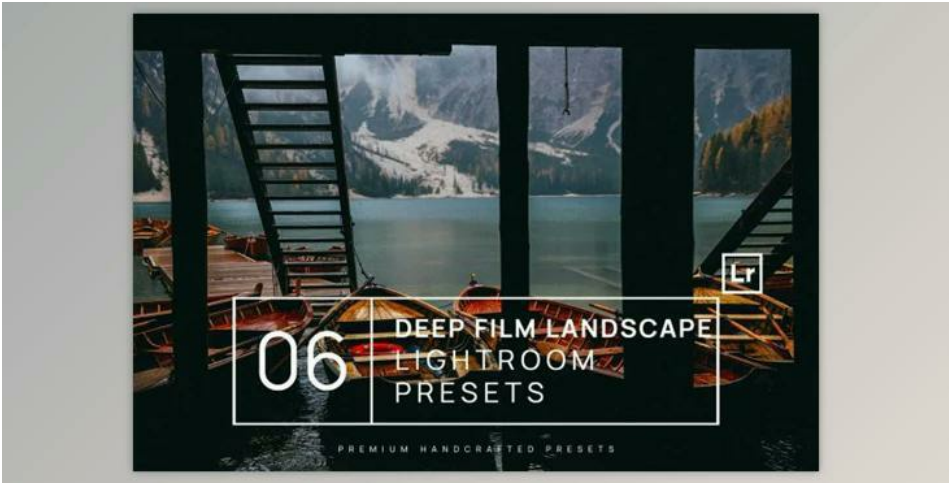 Lr
06
DEEP FILM LANDSCAPE
LIGHTROOM
PRESETS
PREMIUM HANDCRAFTED PRESETS